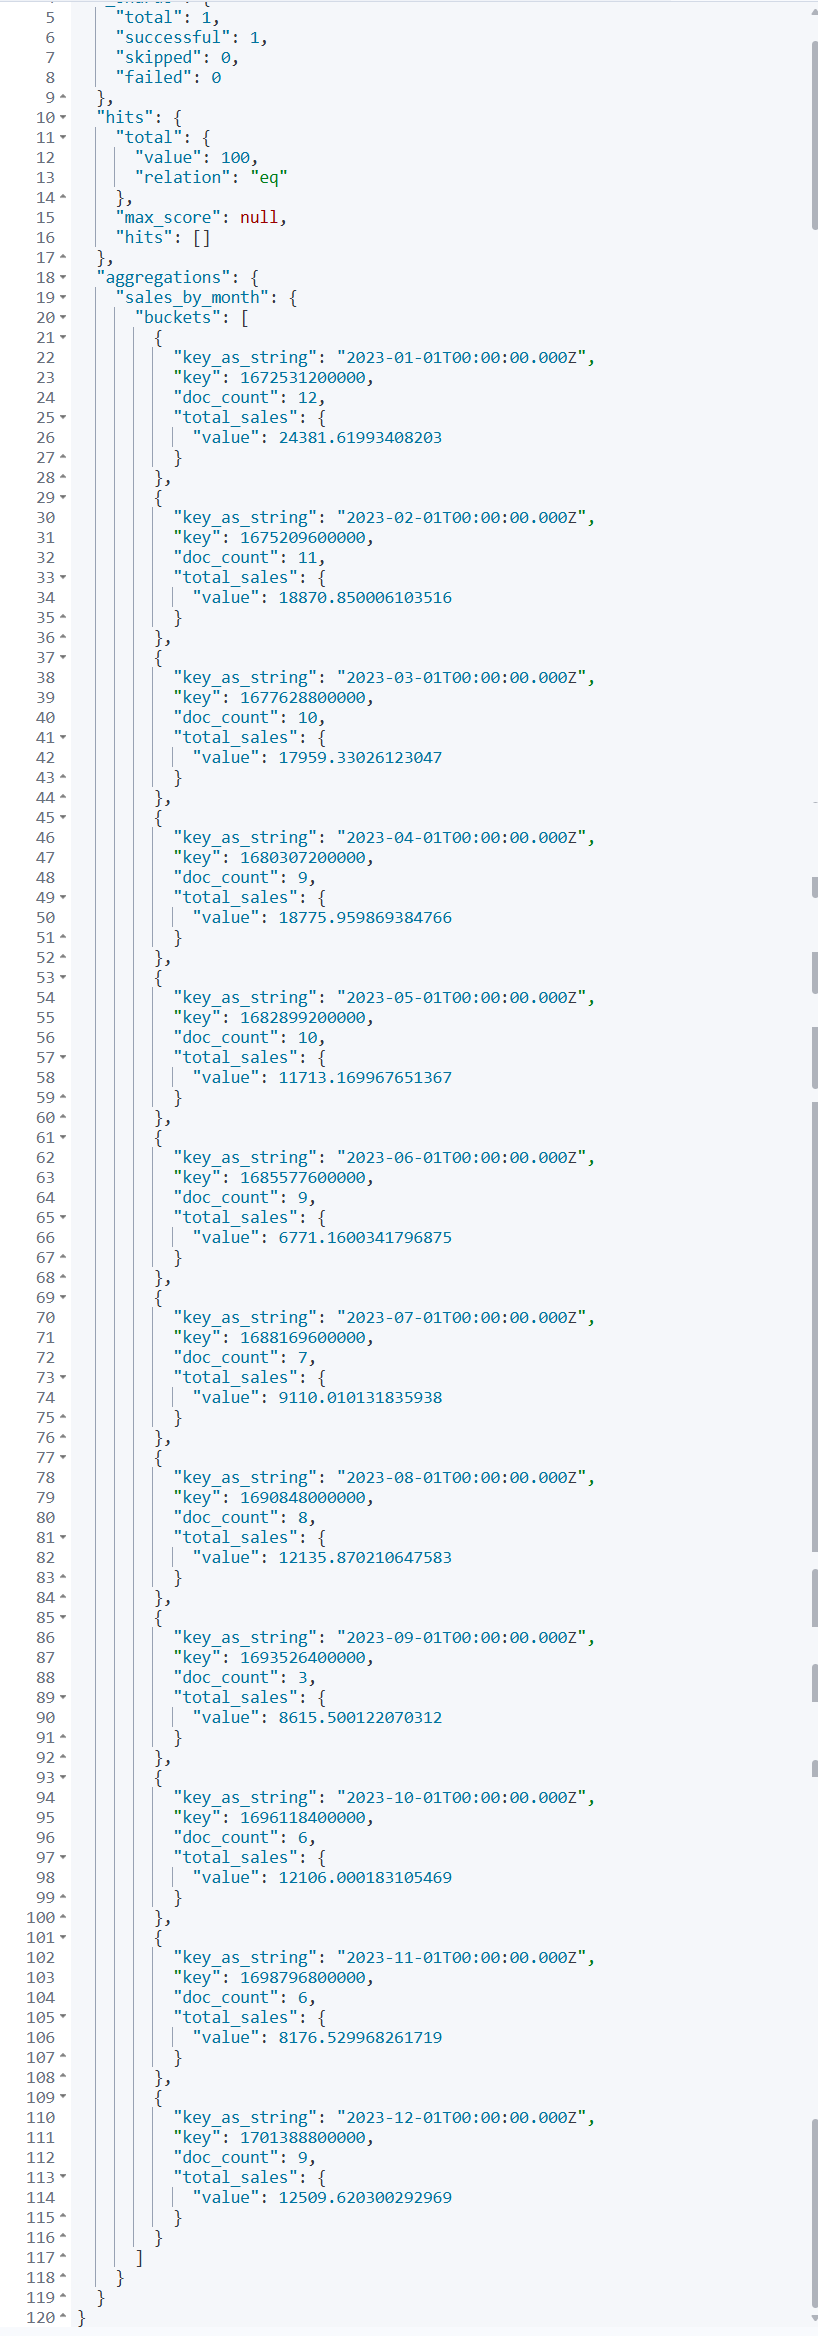 5 "total": 1,
6 "successful": 1,
7 "skipped": 0,
8 "failed": 0
9 },
10 "hits": {
11 "total": {
12 "value": 100,
13 "relation": "eq"
14 },
15 "max_score": null,
16 "hits": []
17 },
18 "aggregations": {
19 "sales_by_month": {
20 "buckets": [
21 {
22 "key_as_string": "2023-01-01T00:00:00.000Z",
23 "key": 1672531200000,
24 "doc_count": 12,
25 "total_sales": {
26 "value": 24381.61993408203
27 }
28 },
29 {
30 "key_as_string": "2023-02-01T00:00:00.000Z",
31 "key": 1675209600000,
32 "doc_count": 11,
33 "total_sales": {
34 "value": 18870.850006103516
35 }
36 },
37 {
38 "key_as_string": "2023-03-01T00:00:00.000Z",
39 "key": 1677628800000,
40 "doc_count": 10,
41 "total_sales": {
42 "value": 17959.33026123047
43 }
44 },
45 {
46 "key_as_string": "2023-04-01T00:00:00.000Z",
47 "key": 1680307200000,
48 "doc_count": 9,
49 "total_sales": {
50 "value": 18775.959869384766
51 }
52 },
53 {
54 "key_as_string": "2023-05-01T00:00:00.000Z",
55 "key": 1682899200000,
56 "doc_count": 10,
57 "total_sales": {
58 "value": 11713.169967651367
59 }
60 },
61 {
62 "key_as_string": "2023-06-01T00:00:00.000Z",
63 "key": 1685577600000,
64 "doc_count": 9,
65 "total_sales": {
66 "value": 6771.1600341796875
67 }
68 },
69 {
70 "key_as_string": "2023-07-01T00:00:00.000Z",
71 "key": 1688169600000,
72 "doc_count": 7,
73 "total_sales": {
74 "value": 9110.010131835938
75 }
76 },
77 {
78 "key_as_string": "2023-08-01T00:00:00.000Z",
79 "key": 1690848000000,
80 "doc_count": 8,
81 "total_sales": {
82 "value": 12135.870210647583
83 }
84 },
85 {
86 "key_as_string": "2023-09-01T00:00:00.000Z",
87 "key": 1693526400000,
88 "doc_count": 3,
89 "total_sales": {
90 "value": 8615.500122070312
91 }
92 },
93 {
94 "key_as_string": "2023-10-01T00:00:00.000Z",
95 "key": 1696118400000,
96 "doc_count": 6,
97 "total_sales": {
98 "value": 12106.000183105469
99 }
100 },
101 {
102 "key_as_string": "2023-11-01T00:00:00.000Z",
103 "key": 1698796800000,
104 "doc_count": 6,
105 "total_sales": {
106 "value": 8176.529968261719
107 }
108 },
109 {
110 "key_as_string": "2023-12-01T00:00:00.000Z",
111 "key": 1701388800000,
112 "doc_count": 9,
113 "total_sales": {
114 "value": 12509.620300292969
115 }
116 }
117 ]
118 }
119 }
120 }